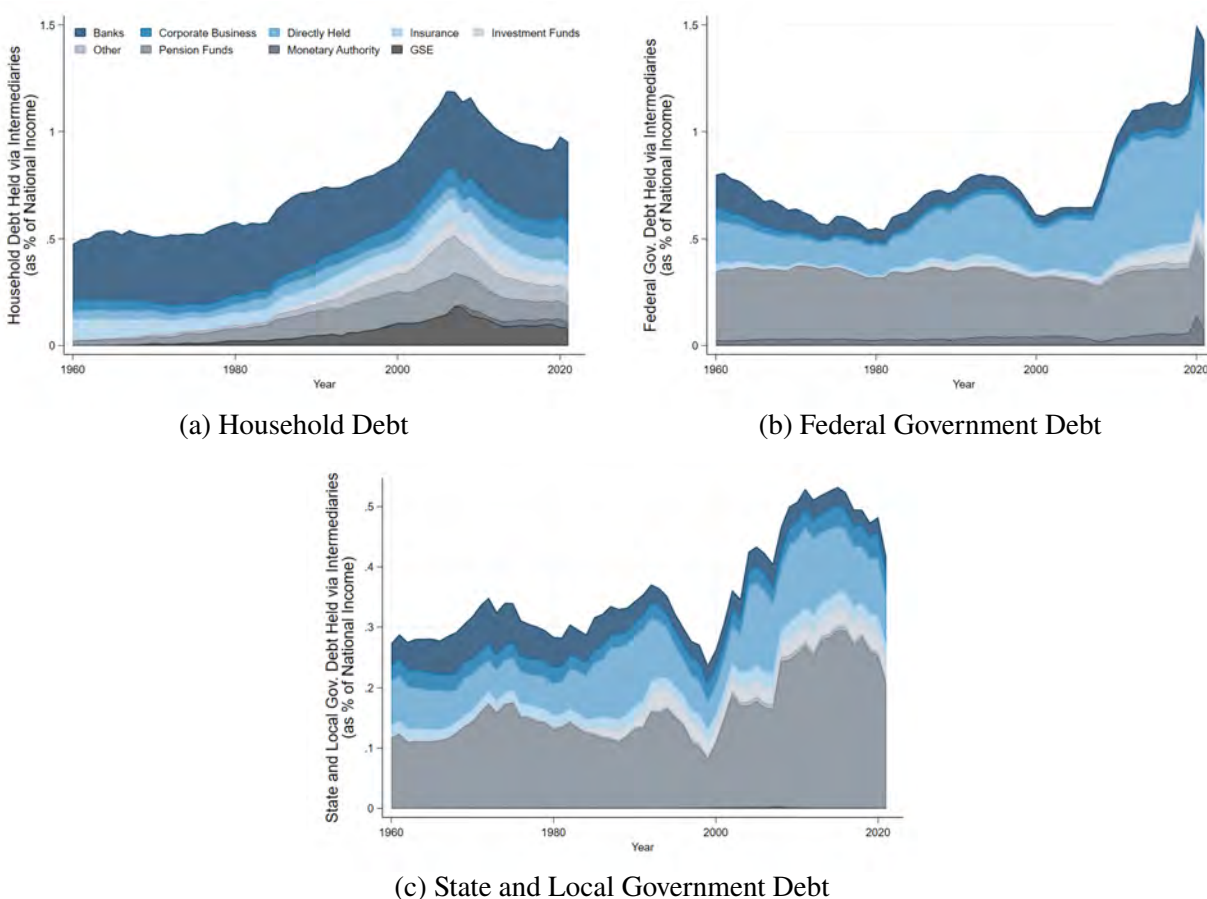 Household Debt Held via Intermediaries
(as % of National Income)
1.5
1
.5
0
Banks Corporate Business Directly Held Insurance Investment Funds
Other Pension Funds Monetary Authority GSE
1960 1980 2000 2020
Year
(a) Household Debt
Federal Gov. Debt Held via Intermediaries
(as % of National Income)
1.5
1
.5
0
1960 1980 2000 2020
Year
(b) Federal Government Debt
State and Local Gov. Debt Held via Intermediaries
(as % of National Income)
.5
.4
.3
.2
.1
0
1960 1980 2000 2020
Year
(c) State and Local Government Debt